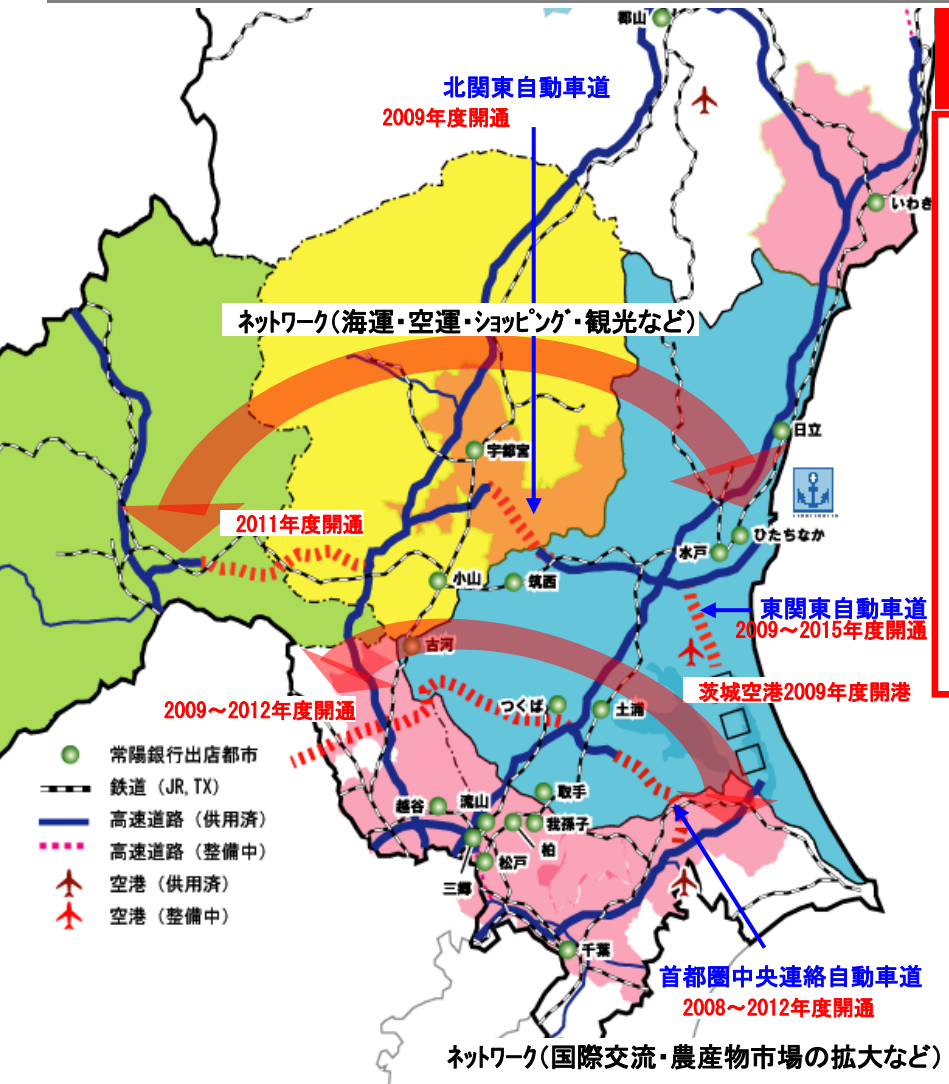 郡山
北関東自動車道
2009年度開通
いわき
ネットワーク(海運・空運・ショッピング・観光など)
日立
宇都宮
2011年度開通
ひたちなか
水戸
小山
筑西
東関東自動車道
2009～2015年度開通
古河
茨城空港2009年度開港
2009～2012年度開通
つくば
土浦
常陽銀行出店都市
鉄道（JR,TX）
高速道路（供用済）
高速道路（整備中）
空港（供用済）
空港（整備中）
取手
越谷
流山
我孫子
柏
松戸
三郷
千葉
首都圏中央連絡自動車道
2008～2012年度開通
ネットワーク(国際交流・農産物市場の拡大など)